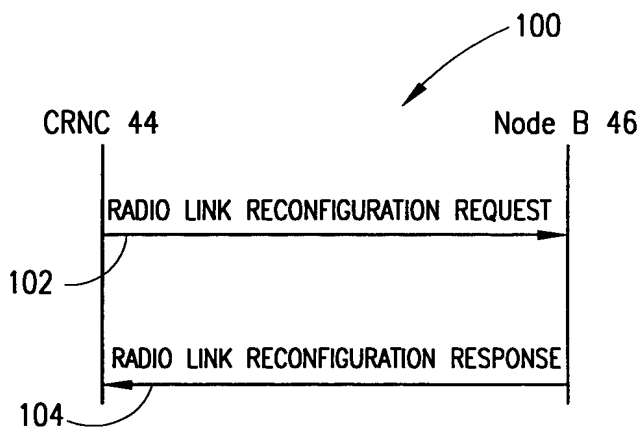 100
CRNC 44
Node B 46
RADIO LINK RECONFIGURATION REQUEST
102
RADIO LINK RECONFIGURATION RESPONSE
104